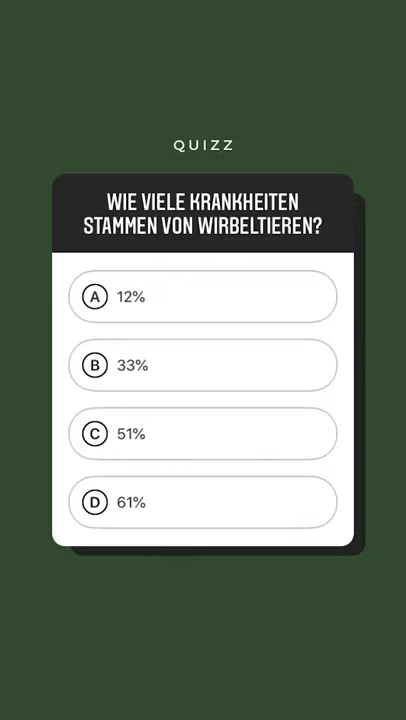 QUIZZ
WIE VIELE KRANKHEITEN
STAMMEN VON WIRBELTIEREN?
A 12%
B 33%
C 51%
D 61%